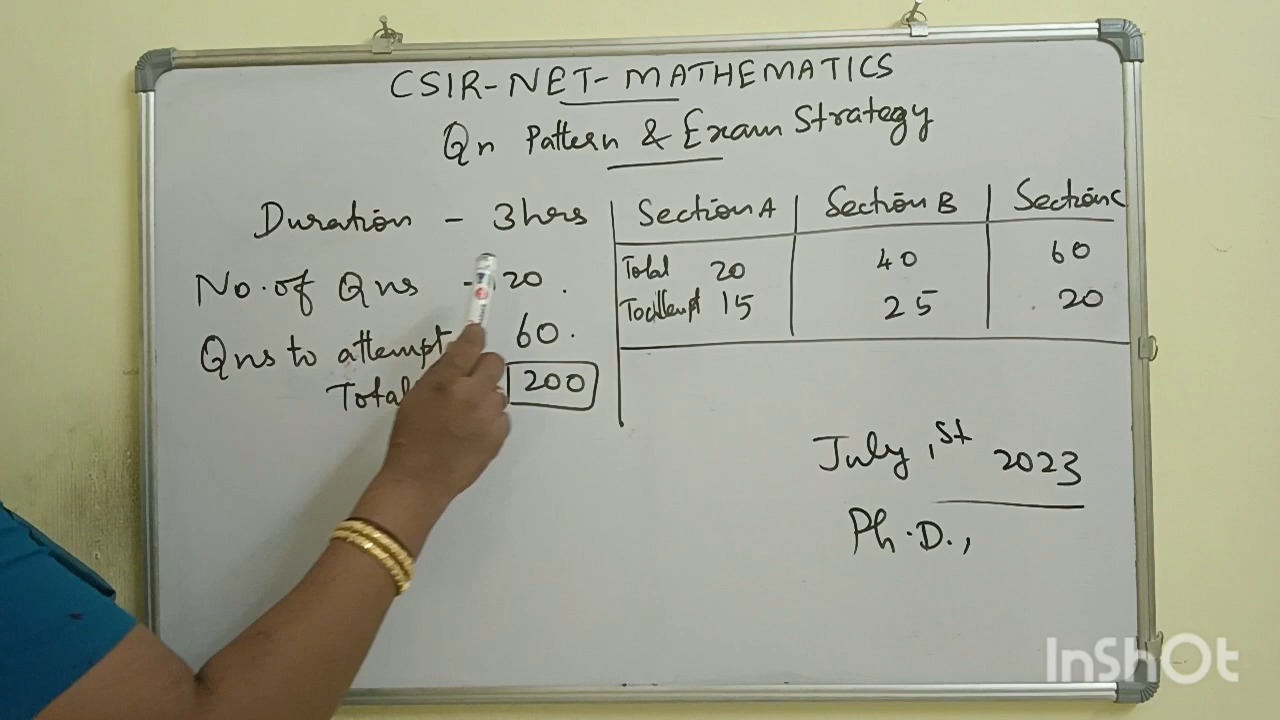 CSIR-NET-MATHEMATICS
Qn Pattern & Exam Strategy
Duration - 3hrs
No. of Qns - 20.
Qns to attempt 60.
Total 200
Section A Section B Section C
Total 20 40 60
To attempt 15 25 20
July 1st 2023
Ph.D.,
InShOt